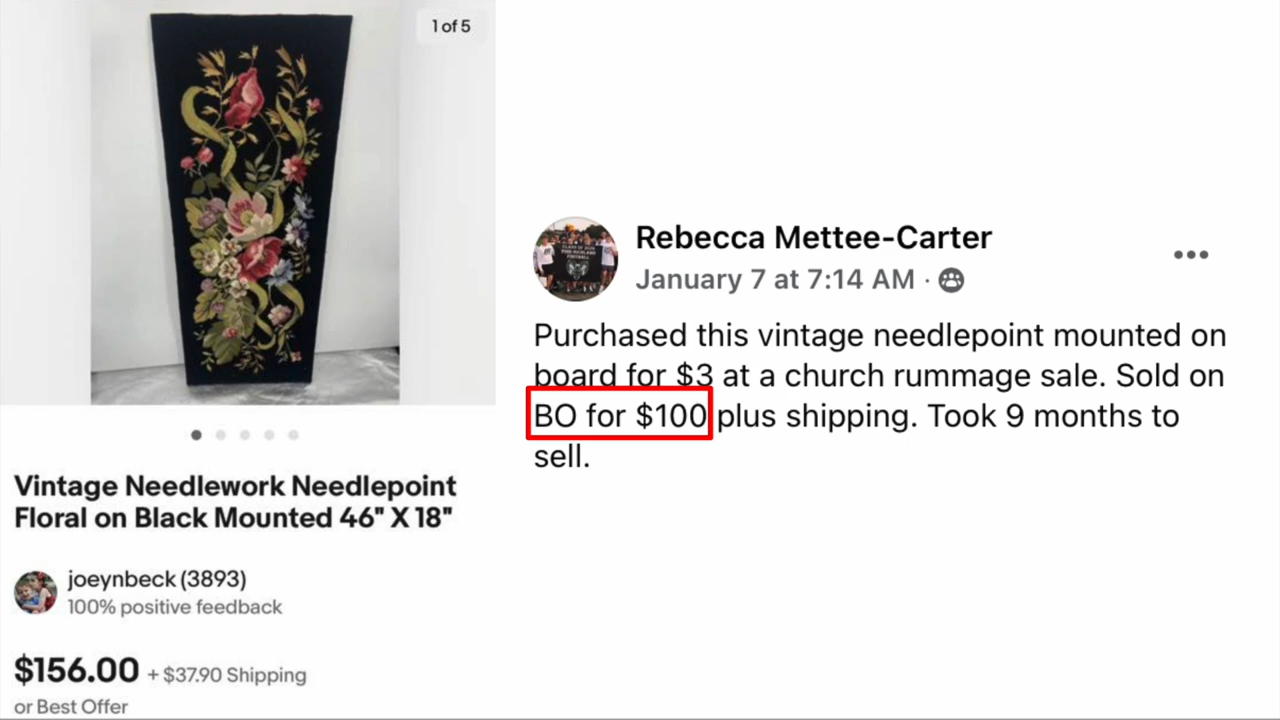 1 of 5
Vintage Needlework Needlepoint
Floral on Black Mounted 46" X 18"
joeynbeck (3893)
100% positive feedback
$156.00 + $37.90 Shipping
or Best Offer
Rebecca Mettee-Carter
January 7 at 7:14 AM ·
Purchased this vintage needlepoint mounted on
board for $3 at a church rummage sale. Sold on
BO for $100 plus shipping. Took 9 months to
sell.